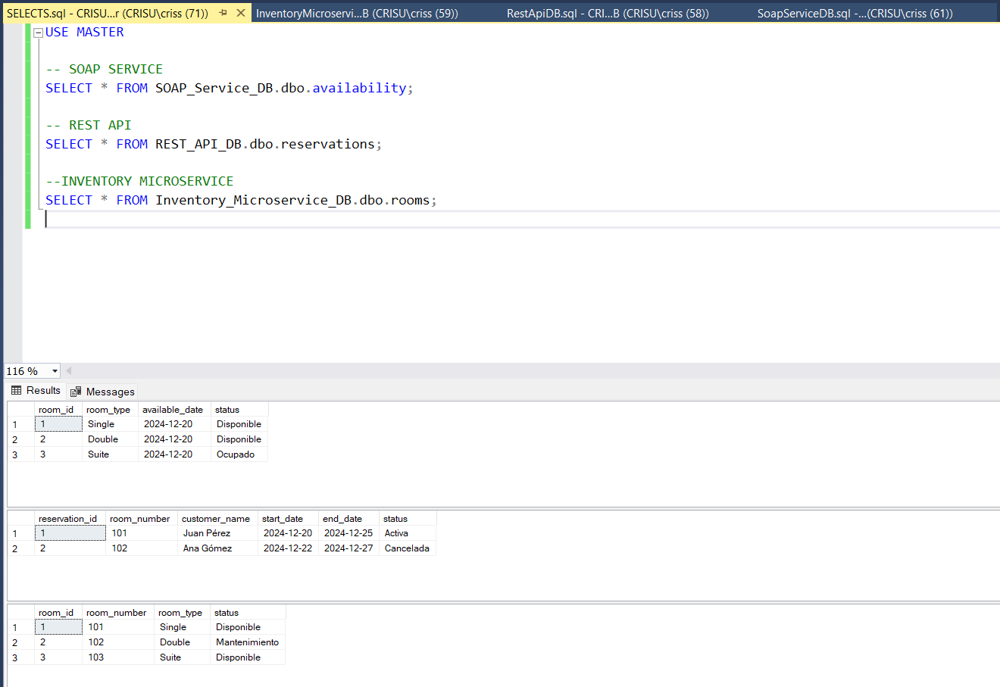 SELECTS.sql - CRISU...r (CRISU\criss (71)) InventoryMicroservi...B (CRISU\criss (59)) RestApiDB.sql - CRI...B (CRISU\criss (58)) SoapServiceDB.sql -...(CRISU\criss (61))
USE MASTER
-- SOAP SERVICE
SELECT * FROM SOAP_Service_DB.dbo.availability;
-- REST API
SELECT * FROM REST_API_DB.dbo.reservations;
--INVENTORY MICROSERVICE
SELECT * FROM Inventory_Microservice_DB.dbo.rooms;
116 %
Results Messages
room_id room_type available_date status
1 1 Single 2024-12-20 Disponible
2 2 Double 2024-12-20 Disponible
3 3 Suite 2024-12-20 Ocupado
reservation_id room_number customer_name start_date end_date status
1 1 101 Juan Pérez 2024-12-20 2024-12-25 Activa
2 2 102 Ana Gómez 2024-12-22 2024-12-27 Cancelada
room_id room_number room_type status
1 1 101 Single Disponible
2 2 102 Double Mantenimiento
3 3 103 Suite Disponible